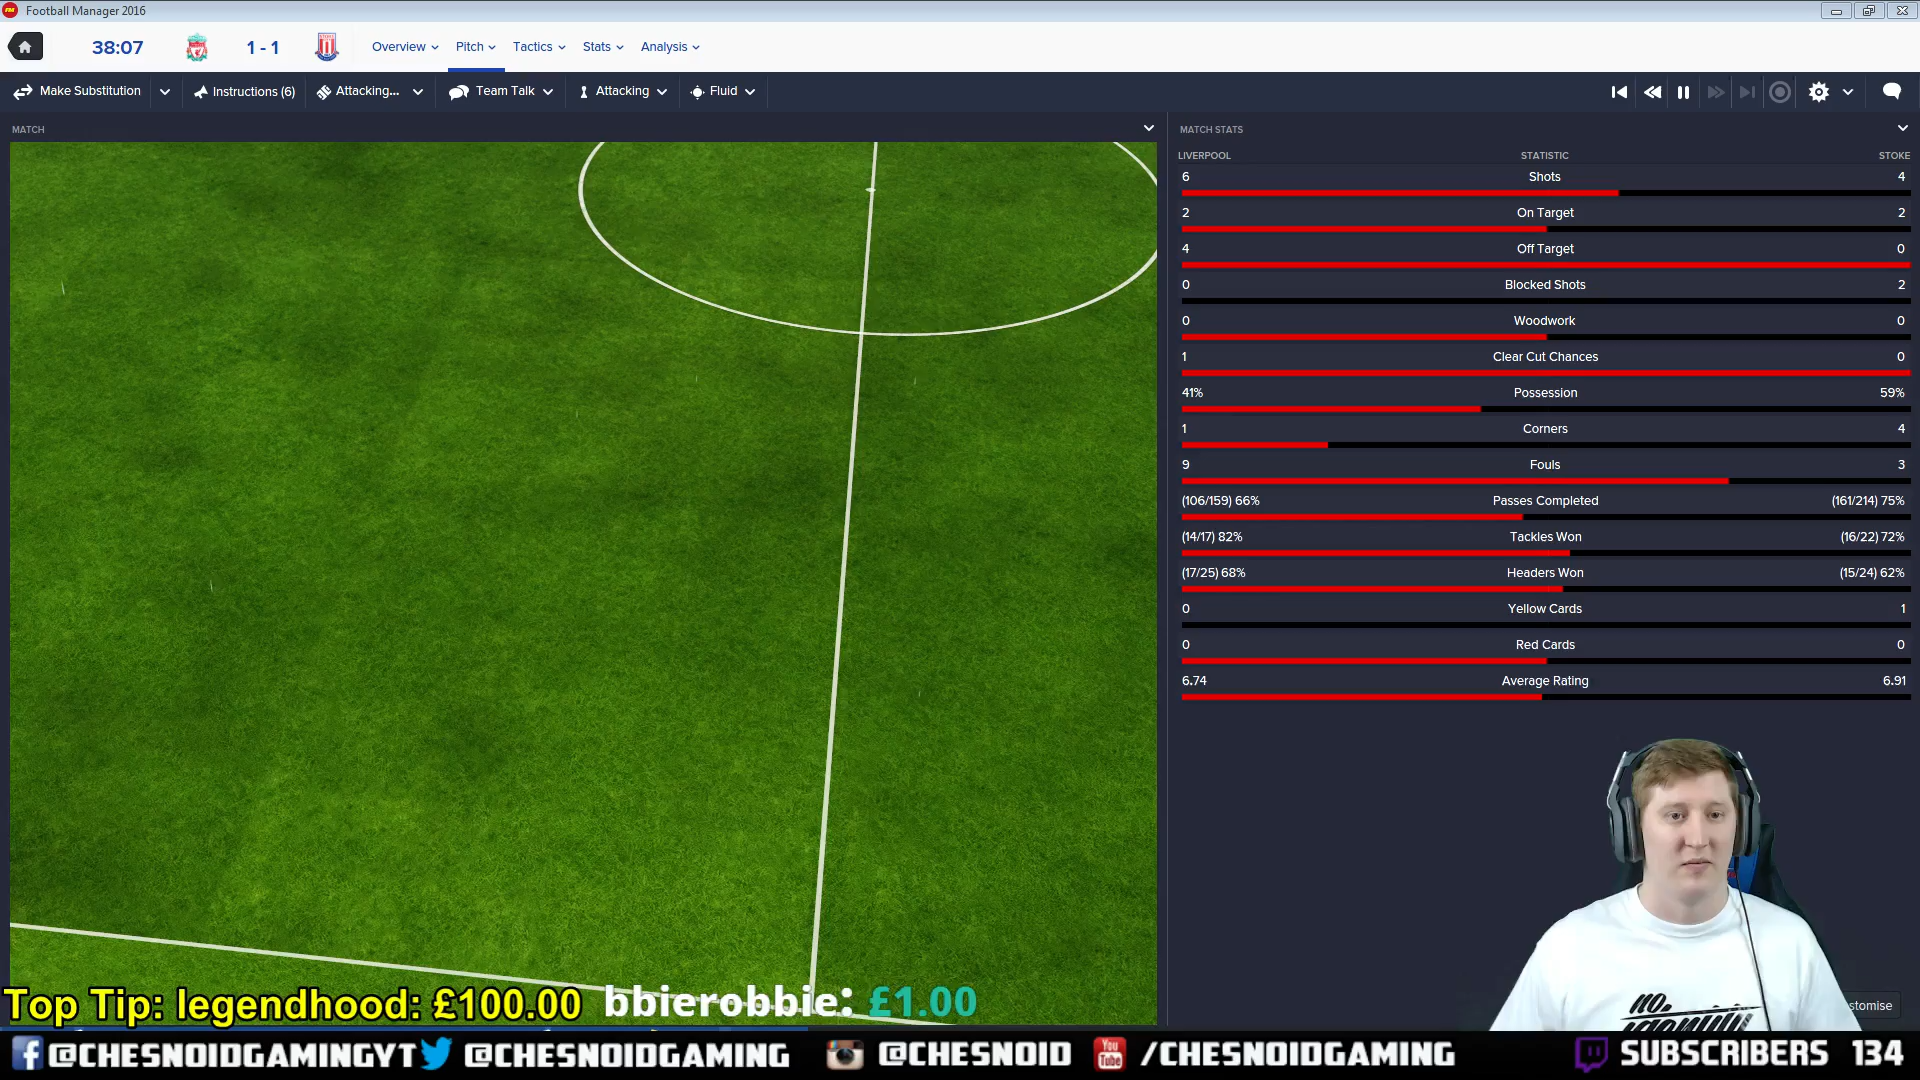 Football Manager 2016
38:07 1 - 1 Overview Pitch Tactics Stats Analysis
Make Substitution Instructions (6) Attacking... Team Talk Attacking Fluid
MATCH
MATCH STATS
LIVERPOOL STATISTIC STOKE
6 Shots 4
2 On Target 2
4 Off Target 0
0 Blocked Shots 2
0 Woodwork 0
1 Clear Cut Chances 0
41% Possession 59%
1 Corners 4
9 Fouls 3
(106/159) 66% Passes Completed (161/214) 75%
(14/17) 82% Tackles Won (16/22) 72%
(17/25) 68% Headers Won (15/24) 62%
0 Yellow Cards 1
0 Red Cards 0
6.74 Average Rating 6.91
Top Tip: legendhood: £100.00 bbierobbie: £1.00
stomise
@CHESNOIDGAMINGYT @CHESNOIDGAMING @CHESNOID You Tube /CHESNOIDGAMING SUBSCRIBERS 134